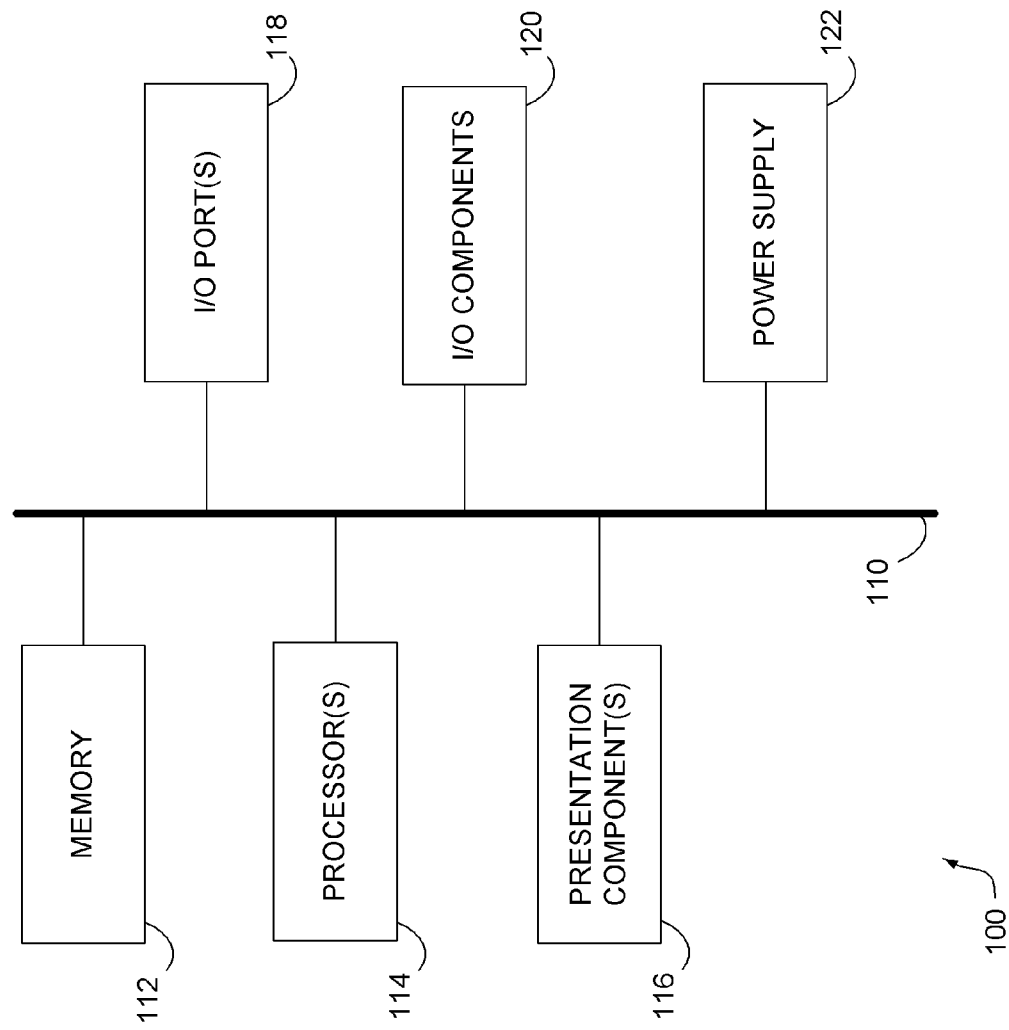 MEMORY
112
PROCESSOR(S)
114
PRESENTATION
COMPONENT(S)
116
I/O PORT(S)
118
I/O COMPONENTS
120
POWER SUPPLY
122
110
100